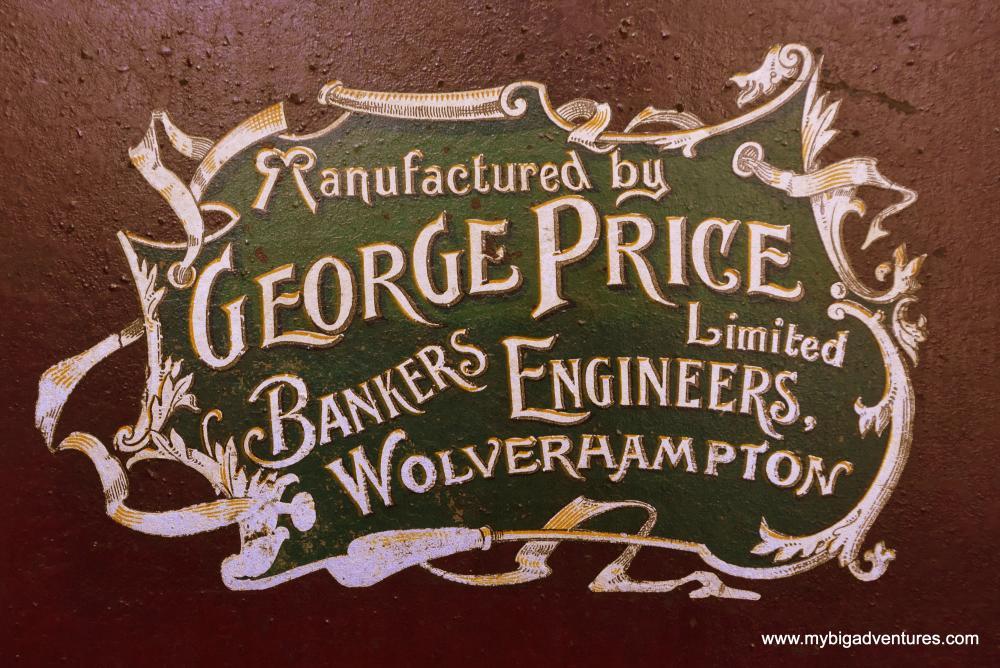 Manufactured by
GEORGE PRICE
Limited
BANKERS ENGINEERS,
WOLVERHAMPTON
www.mybigadventures.com